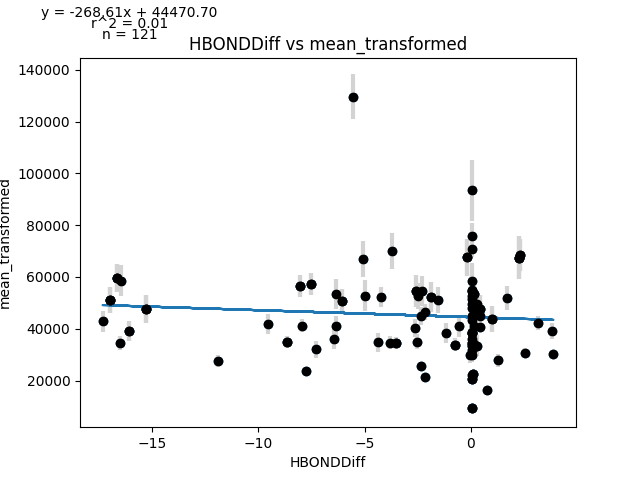 y = -268.61x + 44470.70
r^2 = 0.01
n = 121
HBONDDiff vs mean_transformed
140000
120000
100000
80000
60000
40000
20000
mean_transformed
−15
−10
−5
0
HBONDDiff